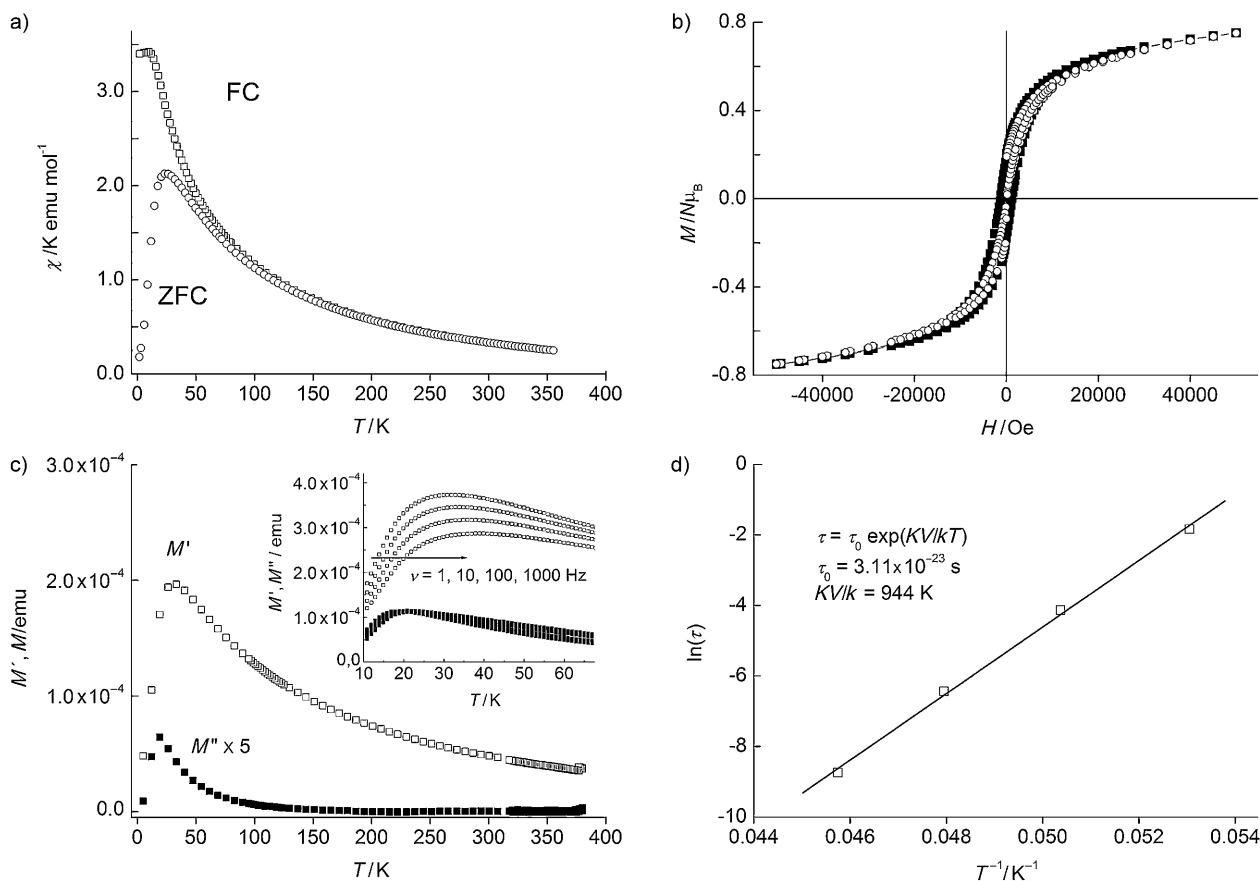 a)
FC
ZFC
3.0
2.0
1.0
0.0
χ /K emu mol⁻¹
0 50 100 150 200 250 300 350 400
T / K
b)
0.8
0.4
0.0
-0.4
-0.8
M /NμB
-40000 -20000 0 20000 40000
H /Oe
c)
3.0x10⁻⁴
2.0x10⁻⁴
1.0x10⁻⁴
0.0
M´, M/emu
M'
M'' x 5
0 50 100 150 200 250 300 350 400
T / K
4.0x10⁻⁴
3.0x10⁻⁴
2.0x10⁻⁴
1.0x10⁻⁴
0,0
M', M'' / emu
ν = 1, 10, 100, 1000 Hz
10 20 30 40 50 60
T / K
d)
0
-2
-4
-6
-8
-10
ln(τ)
τ = τ₀ exp(KV/kT)
τ₀ = 3.11x10⁻²³ s
KV/k = 944 K
0.044 0.046 0.048 0.050 0.052 0.054
T⁻¹/K⁻¹